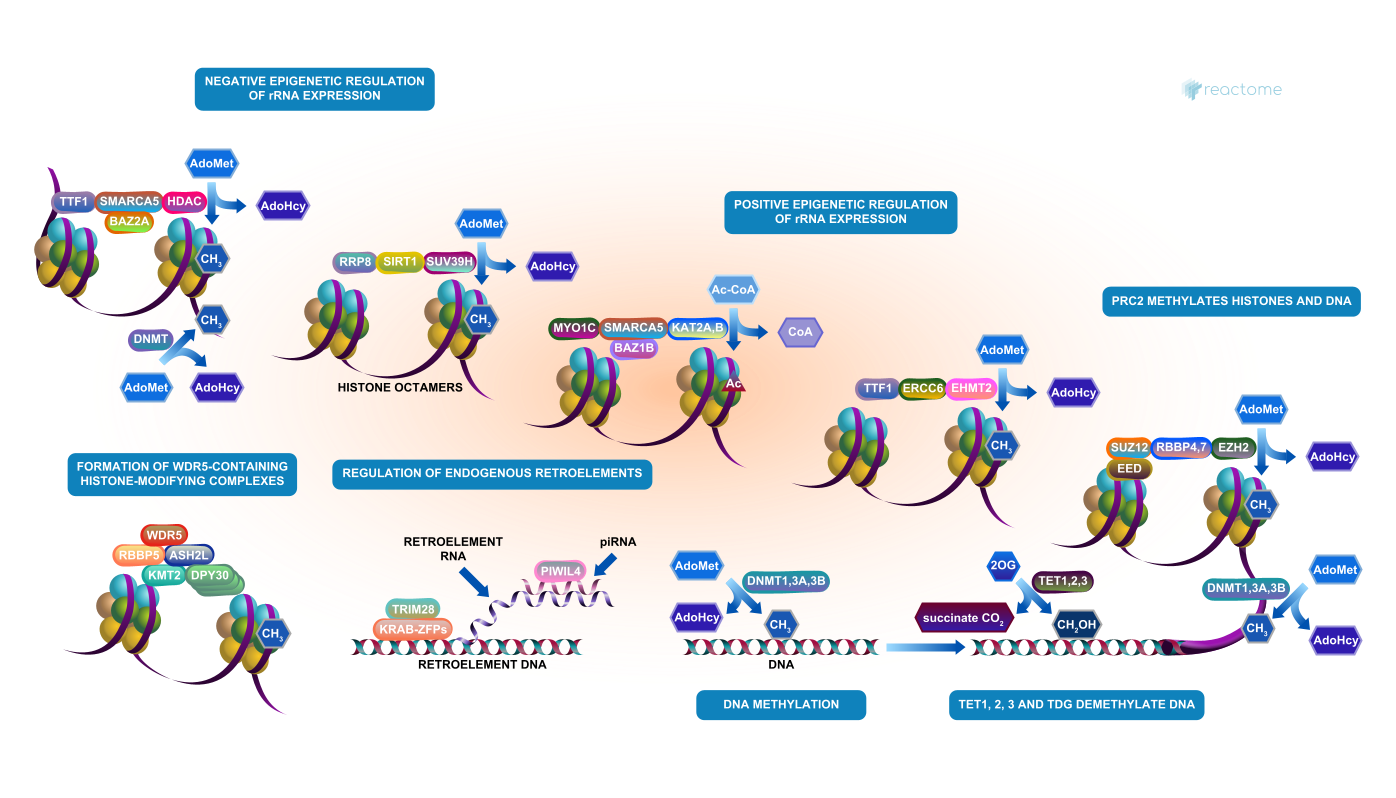 NEGATIVE EPIGENETIC REGULATION
OF rRNA EXPRESSION
reactome
AdoMet
TTF1 SMARCA5 HDAC
BAZ2A
AdoHcy
CH3
CH3
DNMT
AdoMet AdoHcy
AdoMet
RRP8 SIRT1 SUV39H
AdoHcy
CH3
HISTONE OCTAMERS
POSITIVE EPIGENETIC REGULATION
OF rRNA EXPRESSION
Ac-CoA
MYO1C SMARCA5 KAT2A,B
BAZ1B
CoA
Ac
AdoMet
TTF1 ERCC6 EHMT2
AdoHcy
CH3
PRC2 METHYLATES HISTONES AND DNA
AdoMet
SUZ12 RBBP4,7 EZH2
EED
AdoHcy
CH3
DNMT1,3A,3B
AdoMet
CH3
AdoHcy
FORMATION OF WDR5-CONTAINING
HISTONE-MODIFYING COMPLEXES
WDR5
RBBP5 ASH2L
KMT2 DPY30
CH3
REGULATION OF ENDOGENOUS RETROELEMENTS
RETROELEMENT
RNA
piRNA
PIWIL4
TRIM28
KRAB-ZFPs
RETROELEMENT DNA
AdoMet
DNMT1,3A,3B
AdoHcy
CH3
DNA
DNA METHYLATION
2OG
TET1,2,3
succinate CO2
CH2OH
TET1, 2, 3 AND TDG DEMETHYLATE DNA